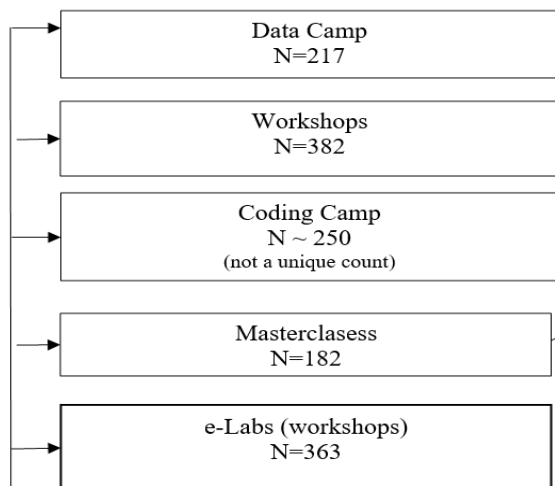 Data Camp
N=217
Workshops
N=382
Coding Camp
N ~ 250
(not a unique count)
Masterclasess
N=182
e-Labs (workshops)
N=363